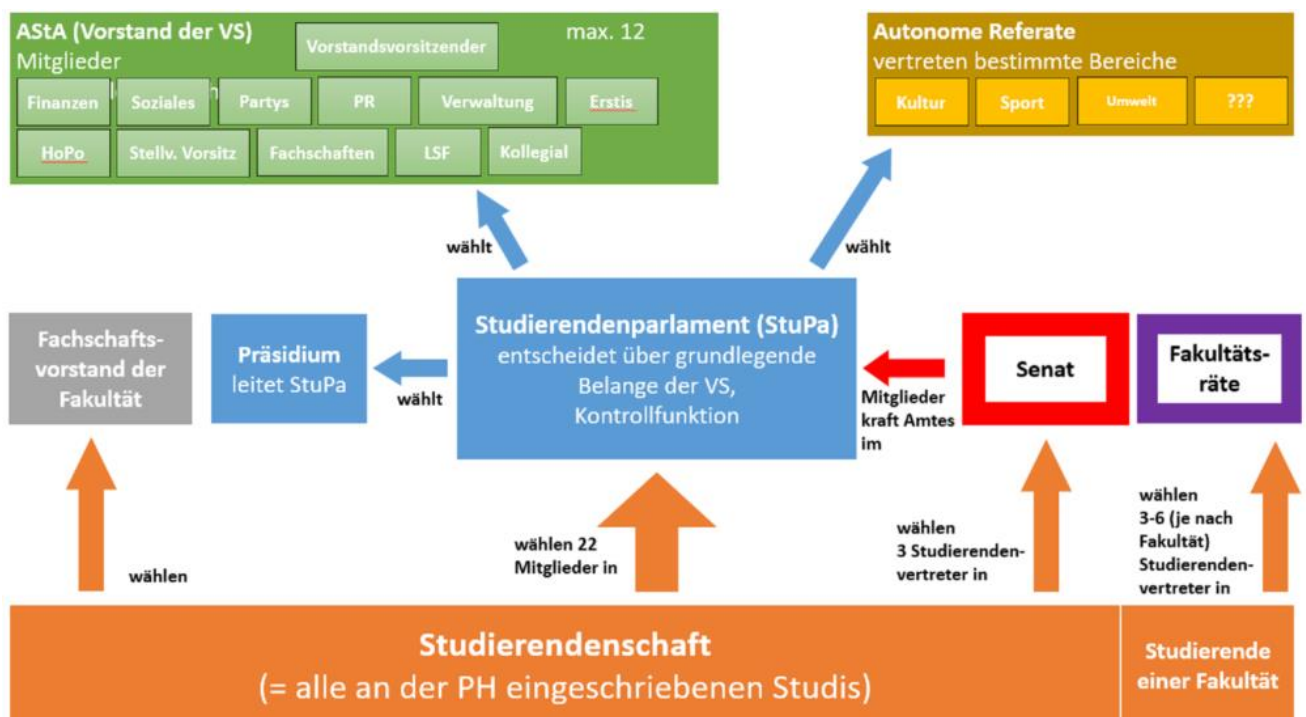 AStA (Vorstand der VS)
max. 12
Mitglieder
Vorstandsvorsitzender
Finanzen
Soziales
Partys
PR
Verwaltung
Erstis
HoPo
Stellv. Vorsitz
Fachschaften
LSF
Kollegial
Autonome Referate
vertreten bestimmte Bereiche
Kultur
Sport
Umwelt
???
wählt
wählt
Fachschafts-
vorstand der
Fakultät
Präsidium
leitet StuPa
wählt
Studierendenparlament (StuPa)
entscheidet über grundlegende
Belange der VS,
Kontrollfunktion
Mitglieder
kraft Amtes
im
Senat
Fakultäts-
räte
wählen
wählen 22
Mitglieder in
wählen
3 Studierenden-
vertreter in
wählen
3-6 (je nach
Fakultät)
Studierenden-
vertreter in
Studierendenschaft
(= alle an der PH eingeschriebenen Studis)
Studierende
einer Fakultät